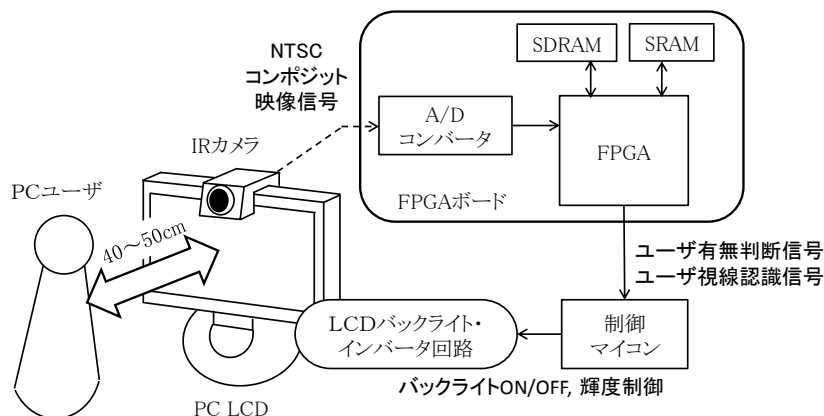 SDRAM
SRAM
NTSC
コンポジット
映像信号
A/D
コンバータ
FPGA
IRカメラ
FPGAボード
PCユーザ
40～50cm
ユーザ有無判断信号
ユーザ視線認識信号
LCDバックライト・
インバータ回路
制御
マイコン
バックライトON/OFF, 輝度制御
PC LCD